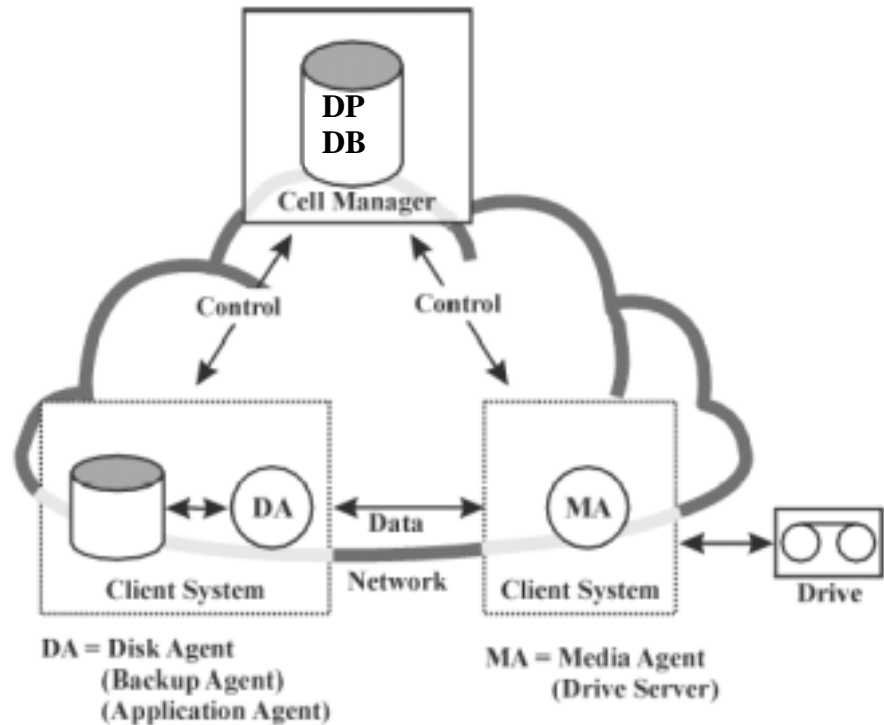 DP
DB
Cell Manager
Control
Control
DA
Data
MA
Client System
Network
Client System
Drive
DA = Disk Agent
(Backup Agent)
(Application Agent)
MA = Media Agent
(Drive Server)